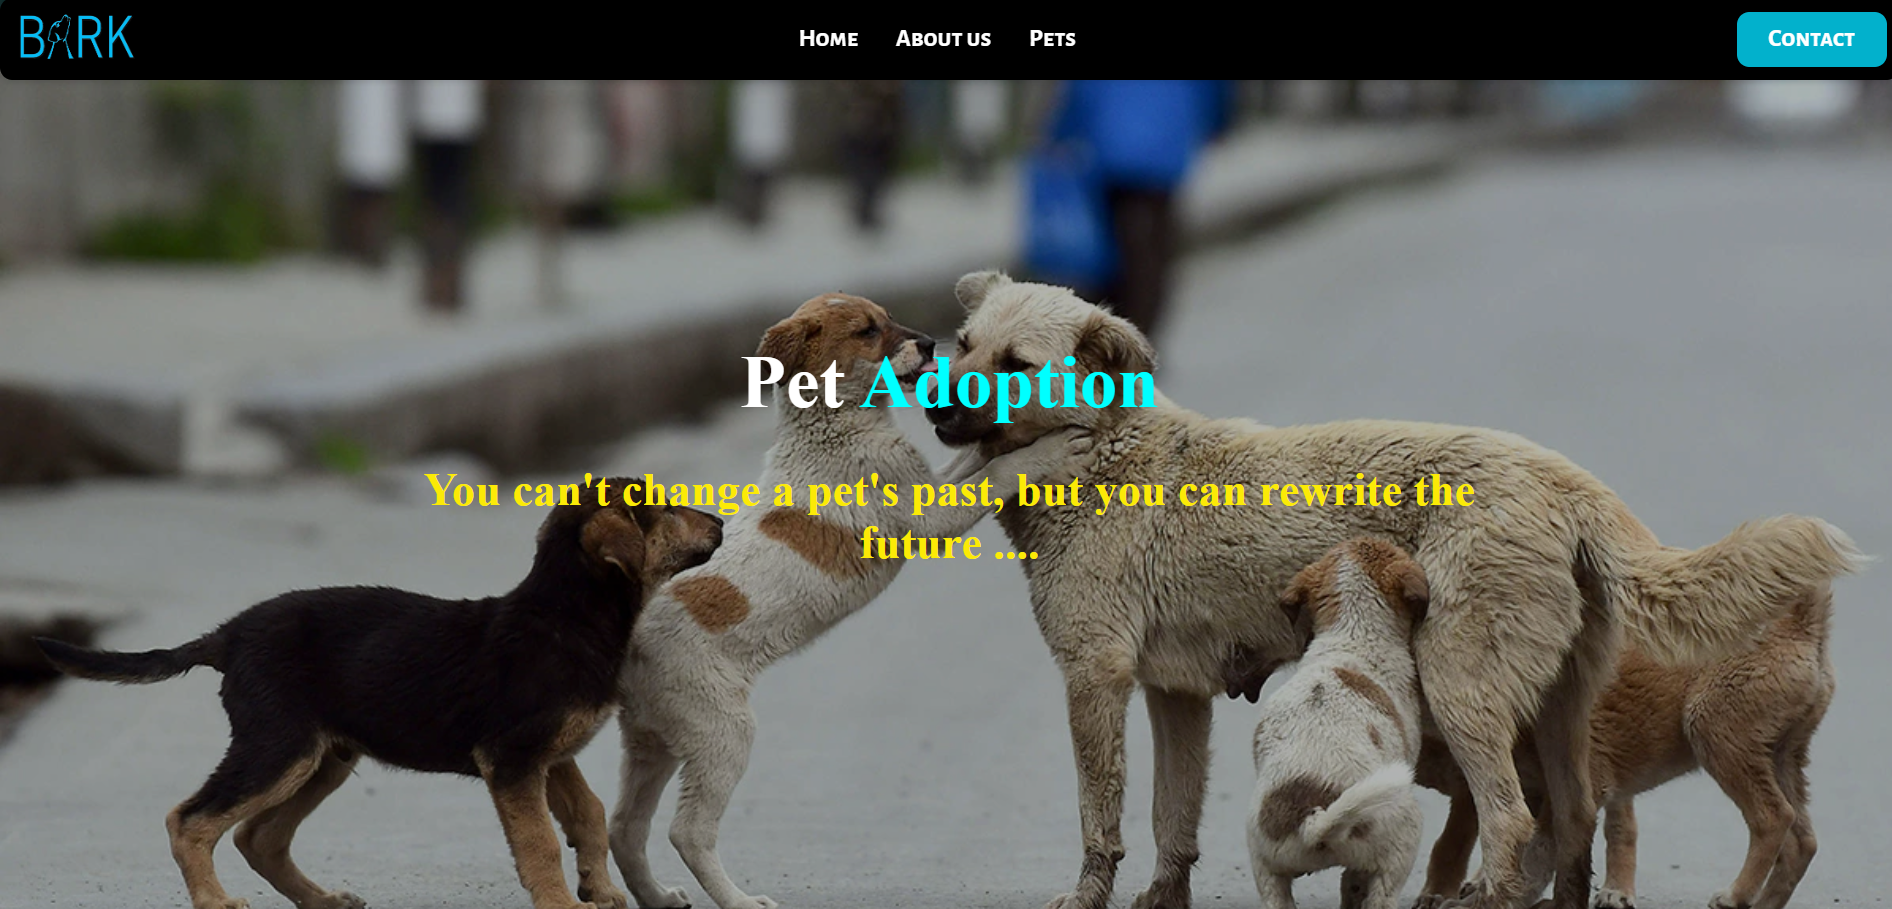 BARK
Home About us Pets
Contact
Pet Adoption
You can't change a pet's past, but you can rewrite the
future ....